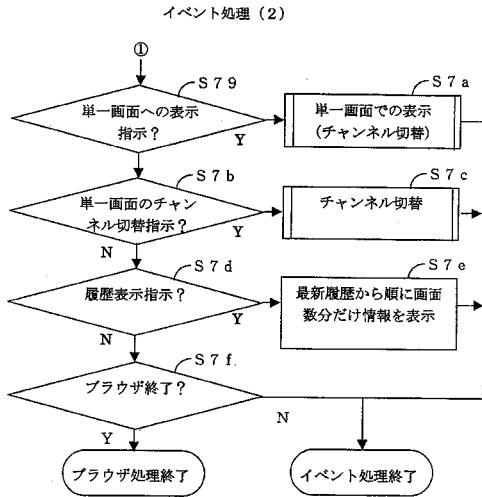 イベント処理（2）
①
S79
単一画面への表示
指示？
Y
S7a
単一画面での表示
（チャンネル切替）
S7b
単一画面のチャン
ネル切替指示？
Y
N
S7c
チャンネル切替
S7d
履歴表示指示？
Y
N
S7e
最新履歴から順に画面
数分だけ情報を表示
S7f
ブラウザ終了？
N
Y
ブラウザ処理終了
イベント処理終了